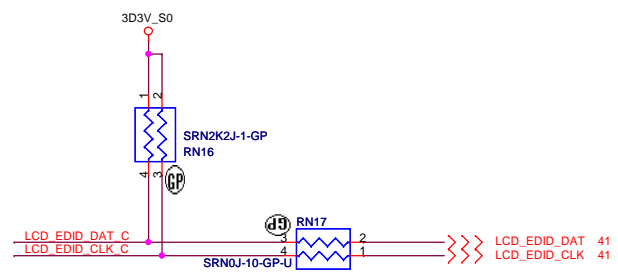 3D3V_S0
1 2
SRN2K2J-1-GP
RN16
4 3
GP
GP
RN17
LCD_EDID_DAT_C
3 2
LCD_EDID_DAT 41
LCD_EDID_CLK_C
4 1
LCD_EDID_CLK 41
SRN0J-10-GP-U